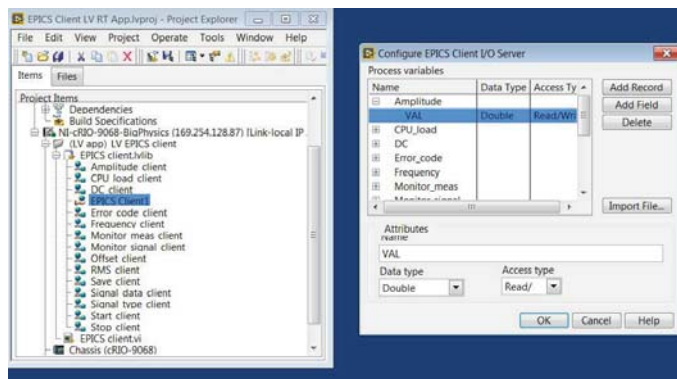 EPICS Client LV RT App.lvproj - Project Explorer
File Edit View Project Operate Tools Window Help
Items Files
Project Items
Dependencies
Build Specifications
NI-cRIO-9068-BioPhysics (169.254.128.87) [Link-local IP
(LV app) LV EPICS client
EPICS client.lvlib
Amplitude client
CPU load client
DC client
EPICS Client1
Error code client
Frequency client
Monitor meas client
Monitor signal client
Offset client
RMS client
Save client
Signal data client
Signal type client
Start client
Stop client
EPICS client.vi
Chassis (cRIO-9068)
Configure EPICS Client I/O Server
Process variables
Name Data Type Access Ty
Amplitude
VAL Double Read/Wri
CPU_load
DC
Error_code
Frequency
Monitor_meas
Monitor_signal
Add Record
Add Field
Delete
Import File...
Attributes
Name
VAL
Data type Access type
Double Read/
OK Cancel Help